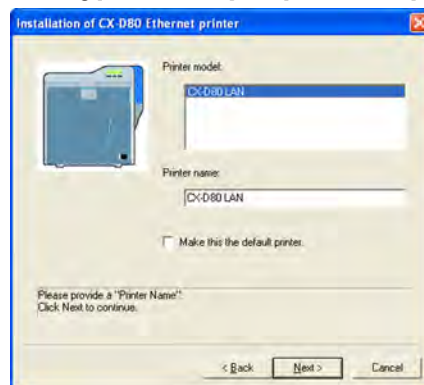 Installation of CX-D80 Ethernet printer
Printer model:
CX-D80 LAN
Printer name:
CX-D80 LAN
Make this the default printer.
Please provide a "Printer Name".
Click Next to continue.
< Back
Next >
Cancel